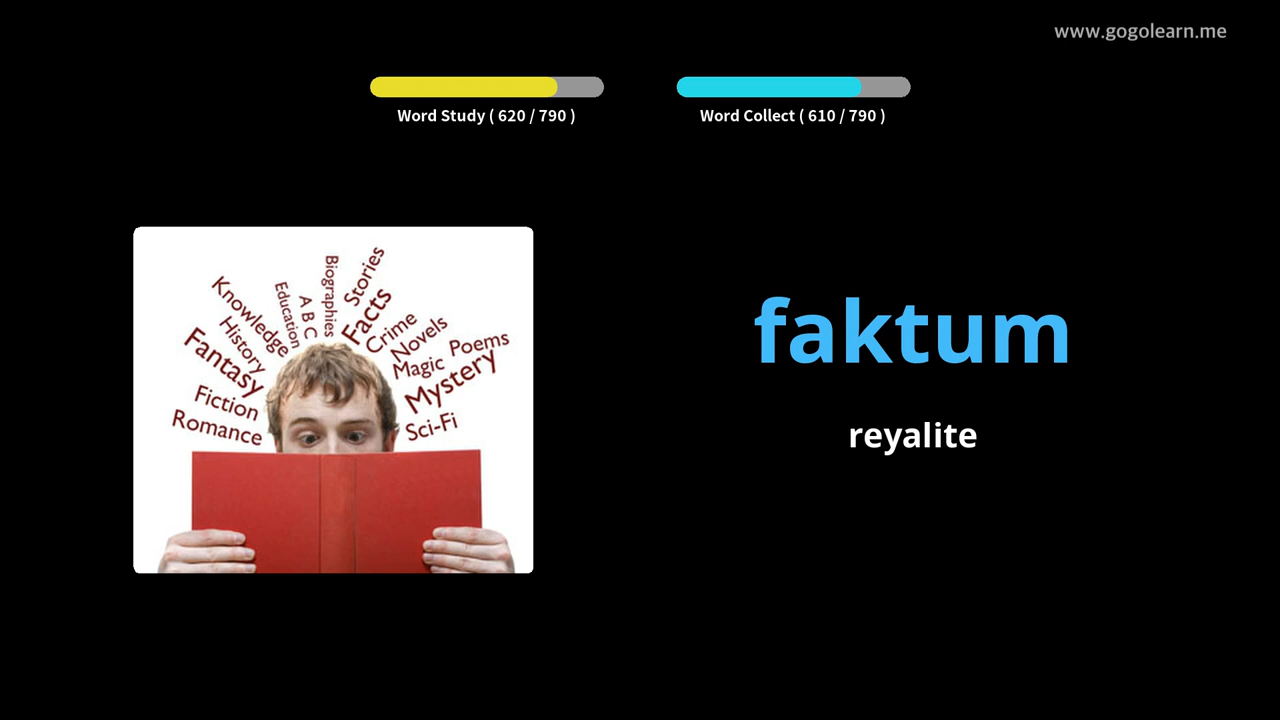 www.gogolearn.me
Word Study ( 620 / 790 )
Word Collect ( 610 / 790 )
Biographies
Stories
Education
A B C
Facts
Knowledge
History
Crime
Novels
Poems
Fantasy
Magic
Mystery
Fiction
Romance
Sci-Fi
faktum
reyalite